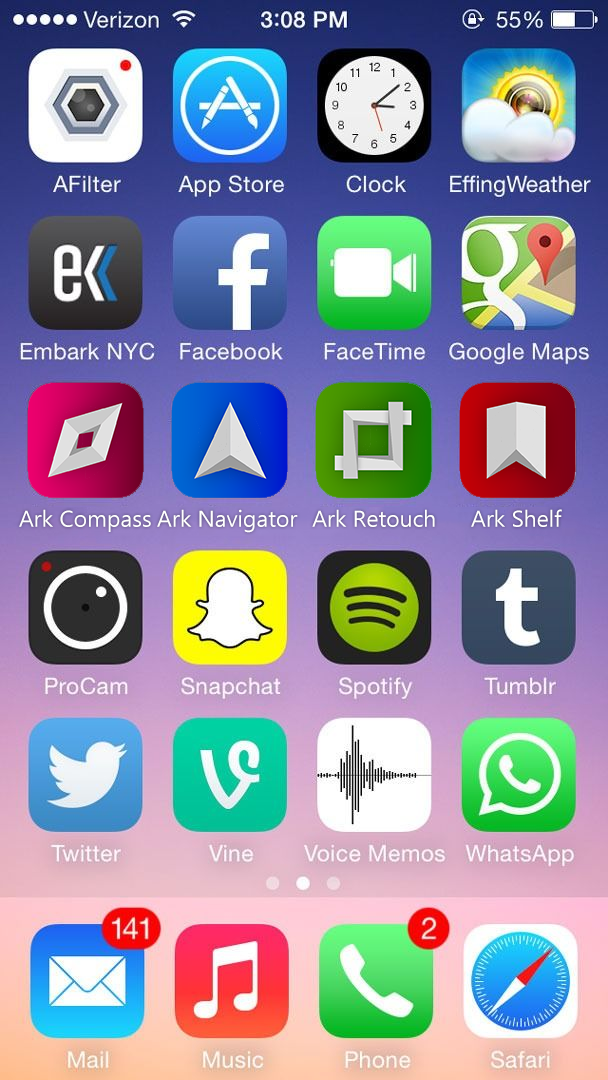 Verizon 3:08 PM 55%
12
11 1
10 2
9 3
8 4
7 5
6
AFilter App Store Clock EffingWeather
ek f g
Embark NYC Facebook FaceTime Google Maps
Ark Compass Ark Navigator Ark Retouch Ark Shelf
t
ProCam Snapchat Spotify Tumblr
Twitter Vine Voice Memos WhatsApp
141 2
Mail Music Phone Safari